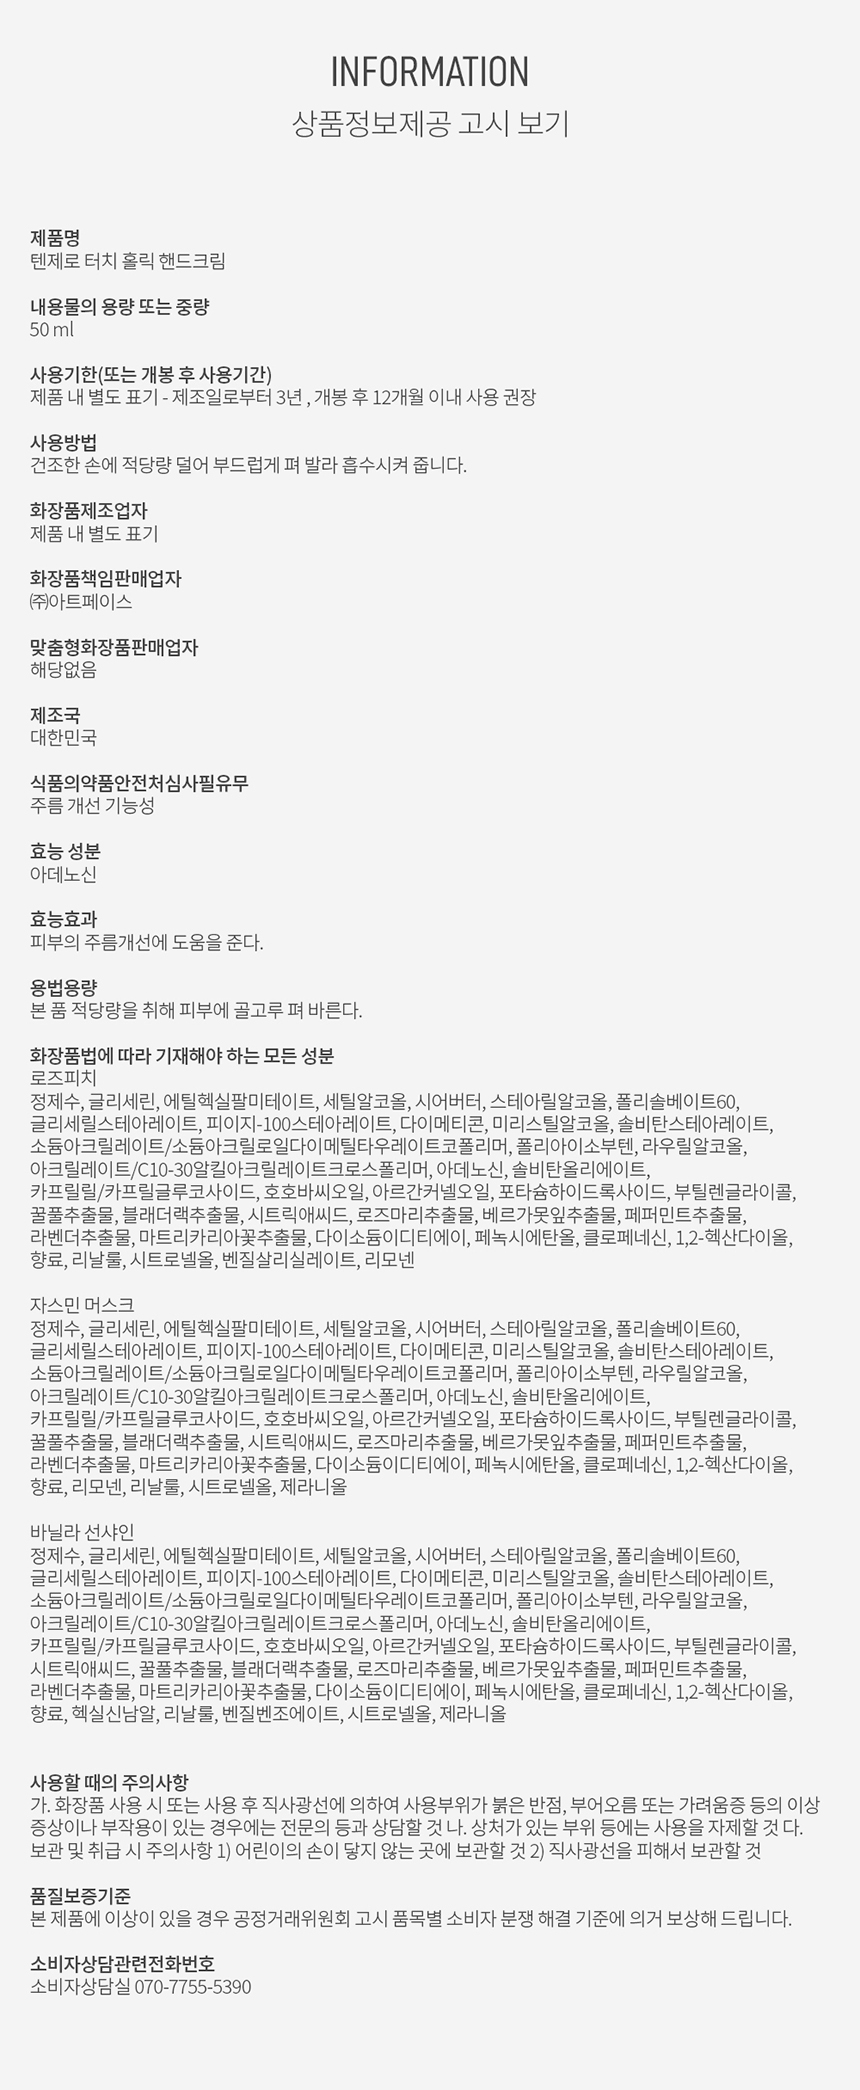 INFORMATION
상품정보제공 고시 보기
제품명
텐제로 터치 홀릭 핸드크림
내용물의 용량 또는 중량
50 ml
사용기한(또는 개봉 후 사용기간)
제품 내 별도 표기 - 제조일로부터 3년 , 개봉 후 12개월 이내 사용 권장
사용방법
건조한 손에 적당량 덜어 부드럽게 펴 발라 흡수시켜 줍니다.
화장품제조업자
제품 내 별도 표기
화장품책임판매업자
㈜아트페이스
맞춤형화장품판매업자
해당없음
제조국
대한민국
식품의약품안전처심사필유무
주름 개선 기능성
효능 성분
아데노신
효능효과
피부의 주름개선에 도움을 준다.
용법용량
본 품 적당량을 취해 피부에 골고루 펴 바른다.
화장품법에 따라 기재해야 하는 모든 성분
로즈피치
정제수, 글리세린, 에틸헥실팔미테이트, 세틸알코올, 시어버터, 스테아릴알코올, 폴리솔베이트60,
글리세릴스테아레이트, 피이지-100스테아레이트, 다이메티콘, 미리스틸알코올, 솔비탄스테아레이트,
소듐아크릴레이트/소듐아크릴로일다이메틸타우레이트코폴리머, 폴리아이소부텐, 라우릴알코올,
아크릴레이트/C10-30알킬아크릴레이트크로스폴리머, 아데노신, 솔비탄올리에이트,
카프릴릴/카프릴글루코사이드, 호호바씨오일, 아르간커넬오일, 포타슘하이드록사이드, 부틸렌글라이콜,
꿀풀추출물, 블래더랙추출물, 시트릭애씨드, 로즈마리추출물, 베르가못잎추출물, 페퍼민트추출물,
라벤더추출물, 마트리카리아꽃추출물, 다이소듐이디티에이, 페녹시에탄올, 클로페네신, 1,2-헥산다이올,
향료, 리날룰, 시트로넬올, 벤질살리실레이트, 리모넨
자스민 머스크
정제수, 글리세린, 에틸헥실팔미테이트, 세틸알코올, 시어버터, 스테아릴알코올, 폴리솔베이트60,
글리세릴스테아레이트, 피이지-100스테아레이트, 다이메티콘, 미리스틸알코올, 솔비탄스테아레이트,
소듐아크릴레이트/소듐아크릴로일다이메틸타우레이트코폴리머, 폴리아이소부텐, 라우릴알코올,
아크릴레이트/C10-30알킬아크릴레이트크로스폴리머, 아데노신, 솔비탄올리에이트,
카프릴릴/카프릴글루코사이드, 호호바씨오일, 아르간커넬오일, 포타슘하이드록사이드, 부틸렌글라이콜,
꿀풀추출물, 블래더랙추출물, 시트릭애씨드, 로즈마리추출물, 베르가못잎추출물, 페퍼민트추출물,
라벤더추출물, 마트리카리아꽃추출물, 다이소듐이디티에이, 페녹시에탄올, 클로페네신, 1,2-헥산다이올,
향료, 리모넨, 리날룰, 시트로넬올, 제라니올
바닐라 선샤인
정제수, 글리세린, 에틸헥실팔미테이트, 세틸알코올, 시어버터, 스테아릴알코올, 폴리솔베이트60,
글리세릴스테아레이트, 피이지-100스테아레이트, 다이메티콘, 미리스틸알코올, 솔비탄스테아레이트,
소듐아크릴레이트/소듐아크릴로일다이메틸타우레이트코폴리머, 폴리아이소부텐, 라우릴알코올,
아크릴레이트/C10-30알킬아크릴레이트크로스폴리머, 아데노신, 솔비탄올리에이트,
카프릴릴/카프릴글루코사이드, 호호바씨오일, 아르간커넬오일, 포타슘하이드록사이드, 부틸렌글라이콜,
시트릭애씨드, 꿀풀추출물, 블래더랙추출물, 로즈마리추출물, 베르가못잎추출물, 페퍼민트추출물,
라벤더추출물, 마트리카리아꽃추출물, 다이소듐이디티에이, 페녹시에탄올, 클로페네신, 1,2-헥산다이올,
향료, 헥실신남알, 리날룰, 벤질벤조에이트, 시트로넬올, 제라니올
사용할 때의 주의사항
가. 화장품 사용 시 또는 사용 후 직사광선에 의하여 사용부위가 붉은 반점, 부어오름 또는 가려움증 등의 이상
증상이나 부작용이 있는 경우에는 전문의 등과 상담할 것 나. 상처가 있는 부위 등에는 사용을 자제할 것 다.
보관 및 취급 시 주의사항 1) 어린이의 손이 닿지 않는 곳에 보관할 것 2) 직사광선을 피해서 보관할 것
품질보증기준
본 제품에 이상이 있을 경우 공정거래위원회 고시 품목별 소비자 분쟁 해결 기준에 의거 보상해 드립니다.
소비자상담관련전화번호
소비자상담실 070-7755-5390